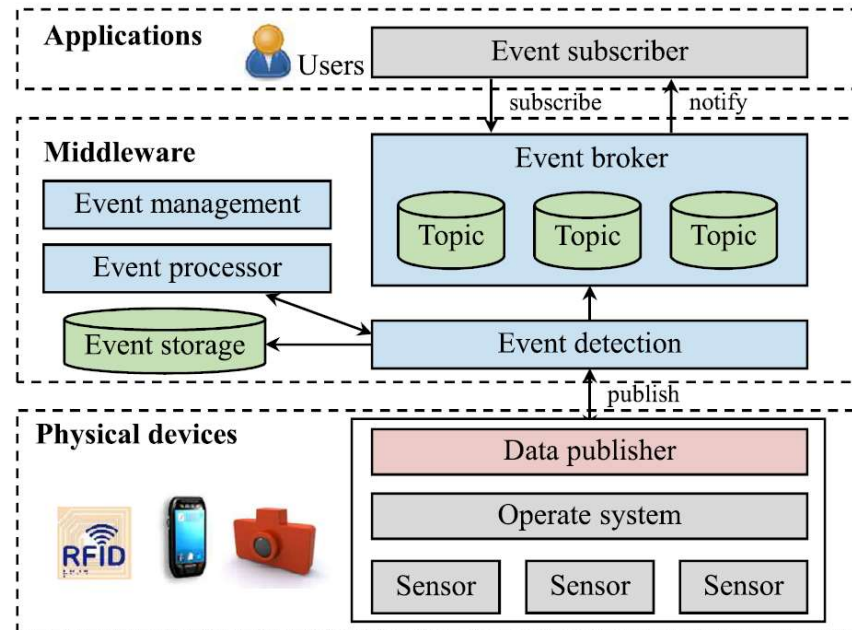 Applications
Users
Event subscriber
subscribe
notify
Middleware
Event broker
Topic
Topic
Topic
Event management
Event processor
Event storage
Event detection
publish
Physical devices
Data publisher
Operate system
Sensor
Sensor
Sensor
RFID